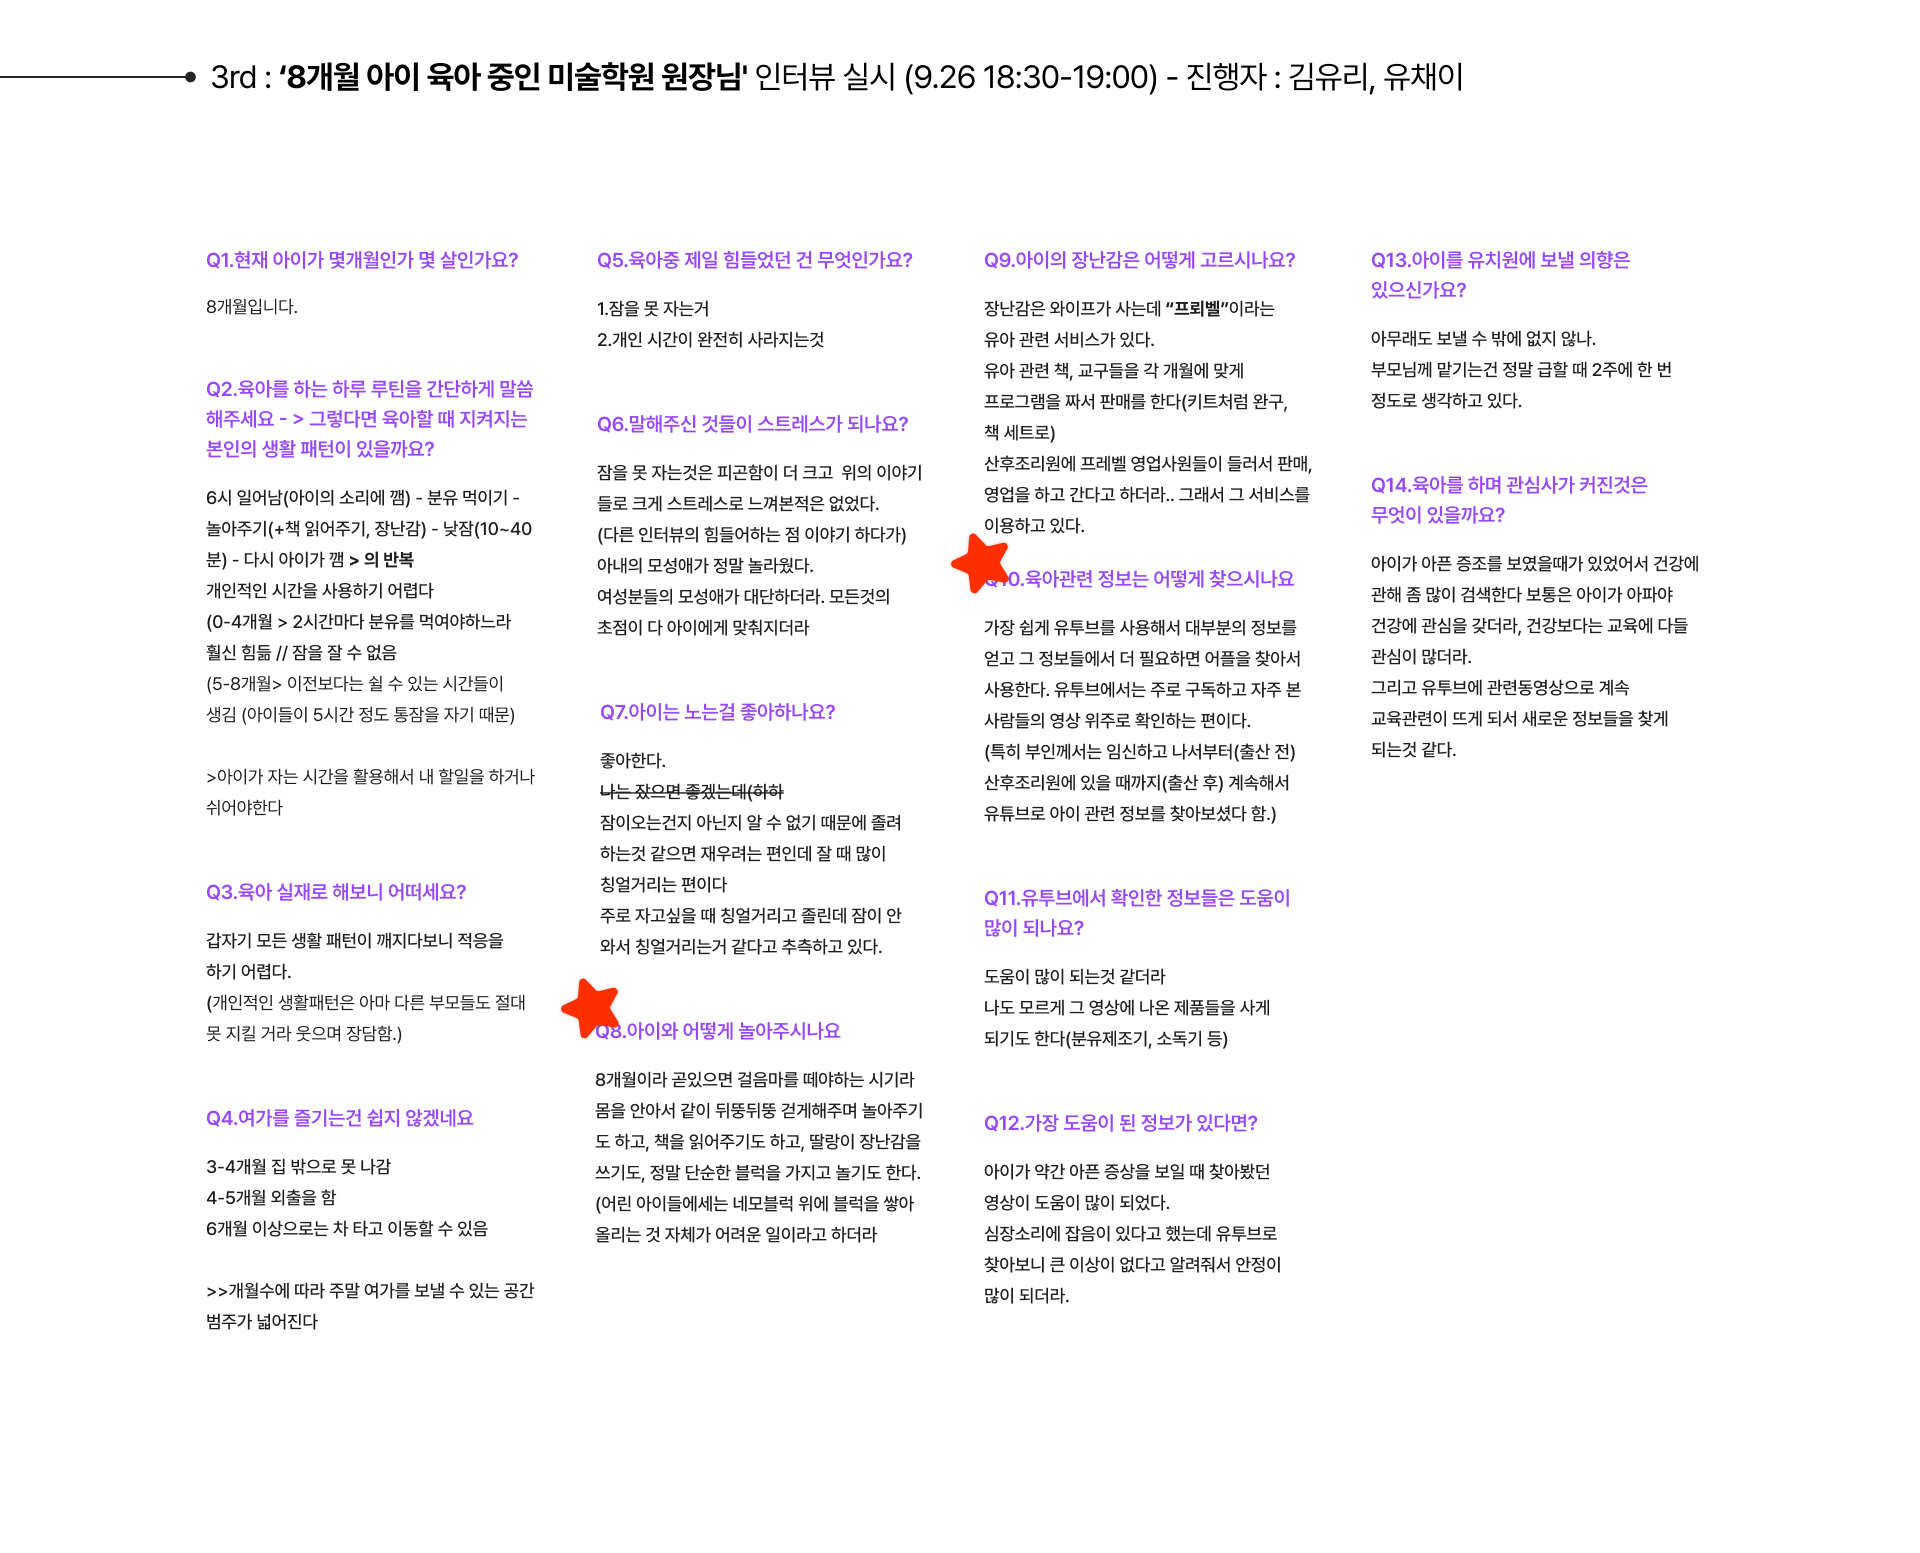 3rd : ‘8개월 아이 육아 중인 미술학원 원장님' 인터뷰 실시 (9.26 18:30-19:00) - 진행자 : 김유리, 유채이
Q1.현재 아이가 몇개월인가 몇 살인가요?
8개월입니다.
Q2.육아를 하는 하루 루틴을 간단하게 말씀
해주세요 - > 그렇다면 육아할 때 지켜지는
본인의 생활 패턴이 있을까요?
6시 일어남(아이의 소리에 깸) - 분유 먹이기 -
놀아주기(+책 읽어주기, 장난감) - 낮잠(10~40
분) - 다시 아이가 깸 > 의 반복
개인적인 시간을 사용하기 어렵다
(0-4개월 > 2시간마다 분유를 먹여야하느라
훨신 힘듦 // 잠을 잘 수 없음
(5-8개월> 이전보다는 쉴 수 있는 시간들이
생김 (아이들이 5시간 정도 통잠을 자기 때문)
>아이가 자는 시간을 활용해서 내 할일을 하거나
쉬어야한다
Q3.육아 실재로 해보니 어떠세요?
갑자기 모든 생활 패턴이 깨지다보니 적응을
하기 어렵다.
(개인적인 생활패턴은 아마 다른 부모들도 절대
못 지킬 거라 웃으며 장담함.)
Q4.여가를 즐기는건 쉽지 않겠네요
3-4개월 집 밖으로 못 나감
4-5개월 외출을 함
6개월 이상으로는 차 타고 이동할 수 있음
>>개월수에 따라 주말 여가를 보낼 수 있는 공간
범주가 넓어진다
Q5.육아중 제일 힘들었던 건 무엇인가요?
1.잠을 못 자는거
2.개인 시간이 완전히 사라지는것
Q6.말해주신 것들이 스트레스가 되나요?
잠을 못 자는것은 피곤함이 더 크고  위의 이야기
들로 크게 스트레스로 느껴본적은 없었다.
(다른 인터뷰의 힘들어하는 점 이야기 하다가)
아내의 모성애가 정말 놀라웠다.
여성분들의 모성애가 대단하더라. 모든것의
초점이 다 아이에게 맞춰지더라
Q7.아이는 노는걸 좋아하나요?
좋아한다.
나는 잤으면 좋겠는데(하하
잠이오는건지 아닌지 알 수 없기 때문에 졸려
하는것 같으면 재우려는 편인데 잘 때 많이
칭얼거리는 편이다
주로 자고싶을 때 칭얼거리고 졸린데 잠이 안
와서 칭얼거리는거 같다고 추측하고 있다.
Q8.아이와 어떻게 놀아주시나요
8개월이라 곧있으면 걸음마를 떼야하는 시기라
몸을 안아서 같이 뒤뚱뒤뚱 걷게해주며 놀아주기
도 하고, 책을 읽어주기도 하고, 딸랑이 장난감을
쓰기도, 정말 단순한 블럭을 가지고 놀기도 한다.
(어린 아이들에세는 네모블럭 위에 블럭을 쌓아
올리는 것 자체가 어려운 일이라고 하더라
Q9.아이의 장난감은 어떻게 고르시나요?
장난감은 와이프가 사는데 “프뢰벨”이라는
유아 관련 서비스가 있다.
유아 관련 책, 교구들을 각 개월에 맞게
프로그램을 짜서 판매를 한다(키트처럼 완구,
책 세트로)
산후조리원에 프레벨 영업사원들이 들러서 판매,
영업을 하고 간다고 하더라.. 그래서 그 서비스를
이용하고 있다.
Q10.육아관련 정보는 어떻게 찾으시나요
가장 쉽게 유투브를 사용해서 대부분의 정보를
얻고 그 정보들에서 더 필요하면 어플을 찾아서
사용한다. 유투브에서는 주로 구독하고 자주 본
사람들의 영상 위주로 확인하는 편이다.
(특히 부인께서는 임신하고 나서부터(출산 전)
산후조리원에 있을 때까지(출산 후) 계속해서
유튜브로 아이 관련 정보를 찾아보셨다 함.)
Q11.유투브에서 확인한 정보들은 도움이
많이 되나요?
도움이 많이 되는것 같더라
나도 모르게 그 영상에 나온 제품들을 사게
되기도 한다(분유제조기, 소독기 등)
Q12.가장 도움이 된 정보가 있다면?
아이가 약간 아픈 증상을 보일 때 찾아봤던
영상이 도움이 많이 되었다.
심장소리에 잡음이 있다고 했는데 유투브로
찾아보니 큰 이상이 없다고 알려줘서 안정이
많이 되더라.
Q13.아이를 유치원에 보낼 의향은
있으신가요?
아무래도 보낼 수 밖에 없지 않나.
부모님께 맡기는건 정말 급할 때 2주에 한 번
정도로 생각하고 있다.
Q14.육아를 하며 관심사가 커진것은
무엇이 있을까요?
아이가 아픈 증조를 보였을때가 있었어서 건강에
관해 좀 많이 검색한다 보통은 아이가 아파야
건강에 관심을 갖더라, 건강보다는 교육에 다들
관심이 많더라.
그리고 유투브에 관련동영상으로 계속
교육관련이 뜨게 되서 새로운 정보들을 찾게
되는것 같다.